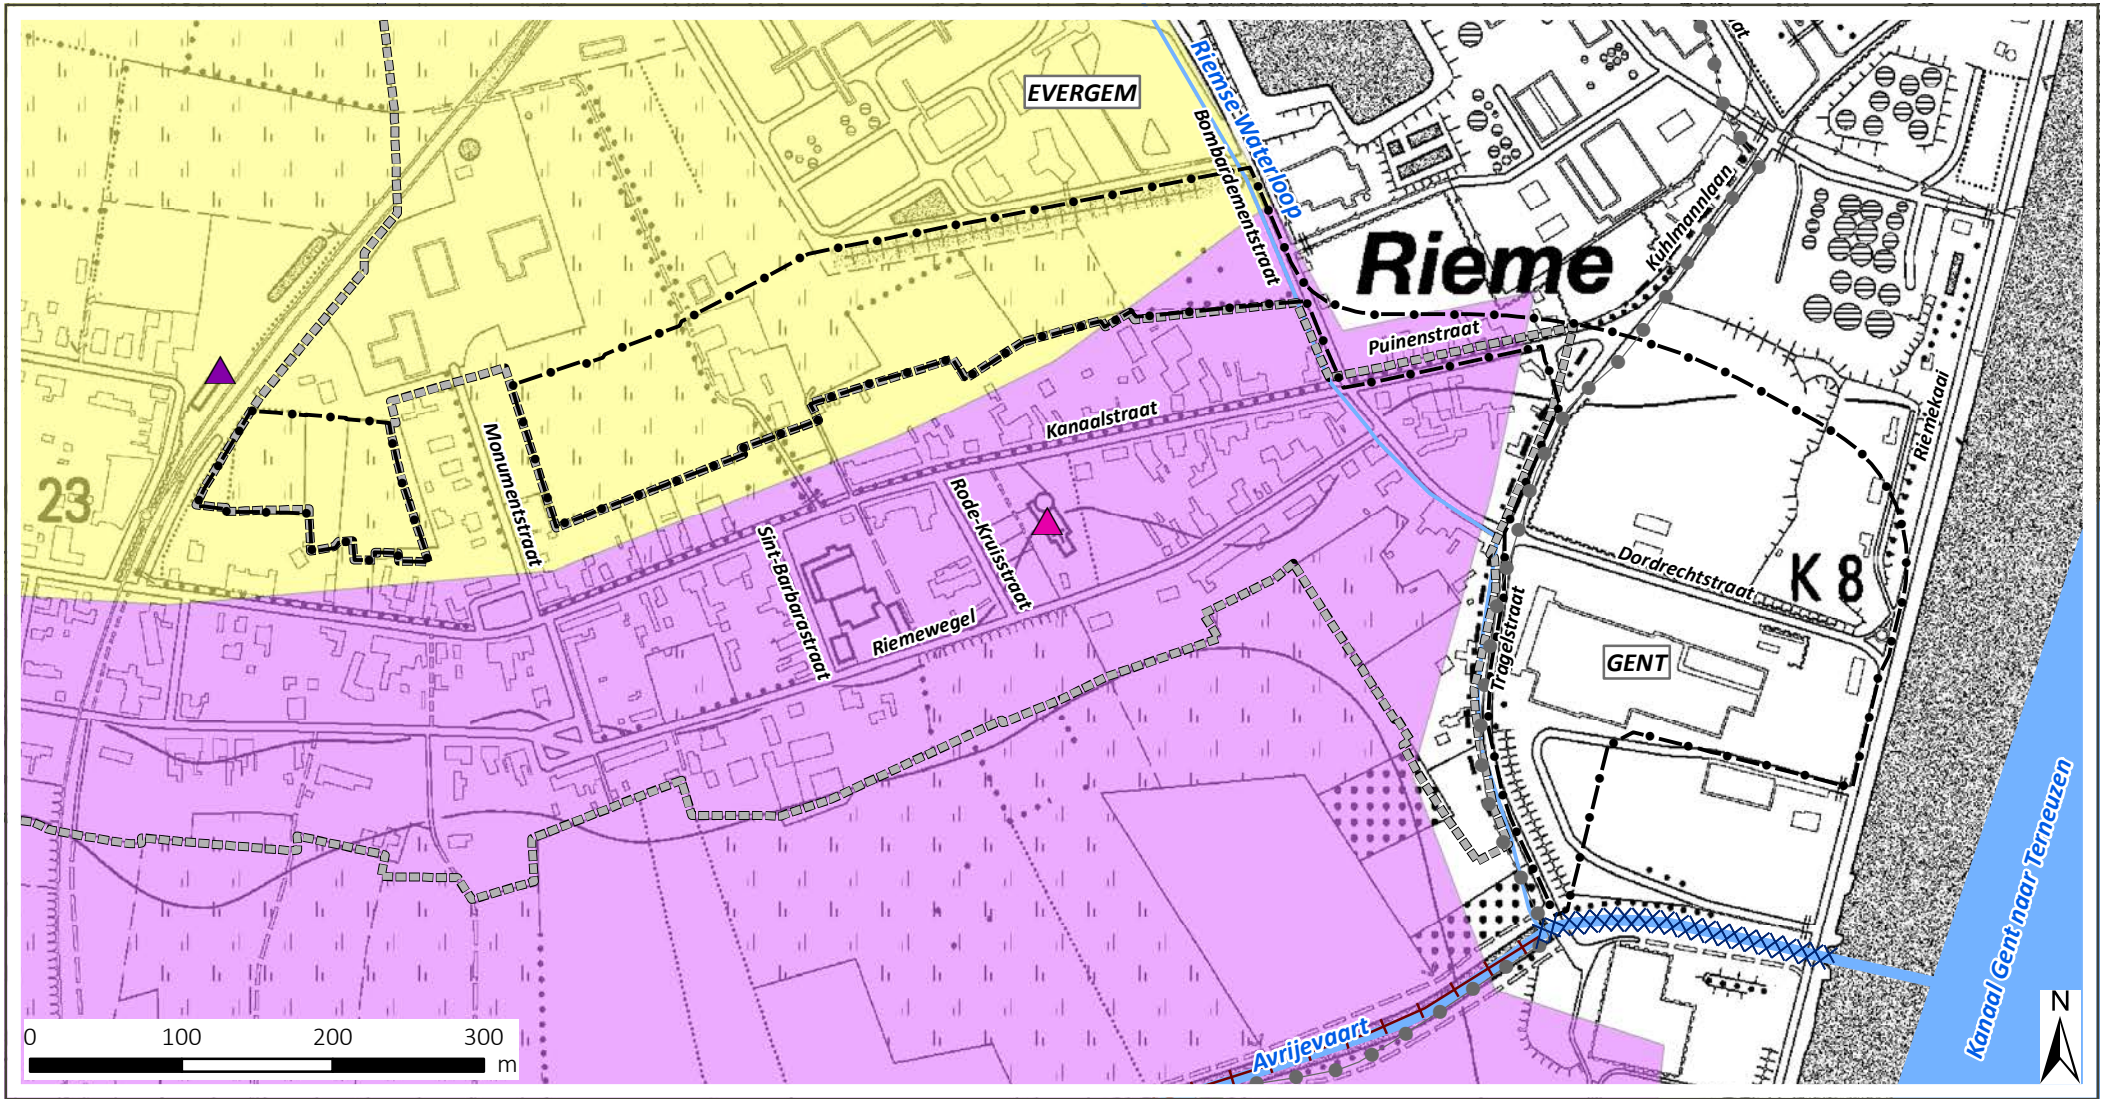 EVERGEM
Riemse-Waterloop
Bombardementstraat
Rieme
Kuhlmannlaan
Puinenstraat
Kanaalstraat
Riemekaai
Monumentstraat
23
Rode-Kruisstraat
Sint-Barbarastraat
Riemewegel
Dordrechtstraat
K 8
Tragelstraat
GENT
Kanaal Gent naar Terneuzen
Avrijevaart
0 100 200 300
m
N